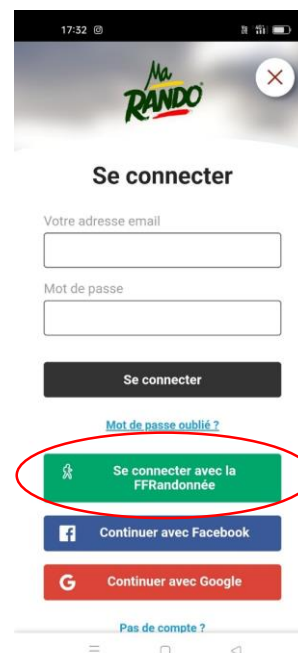 17:32
Ma
RANDO
Se connecter
Votre adresse email
Mot de passe
Se connecter
Mot de passe oublié ?
Se connecter avec la
FFRandonnée
Continuer avec Facebook
G Continuer avec Google
Pas de compte ?